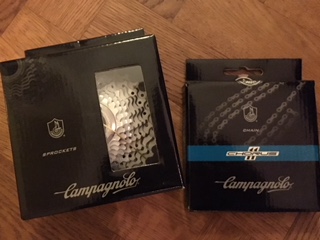 SPROCKETS
Campagnolo
CHAIN
CHORUS
11
Campagnolo